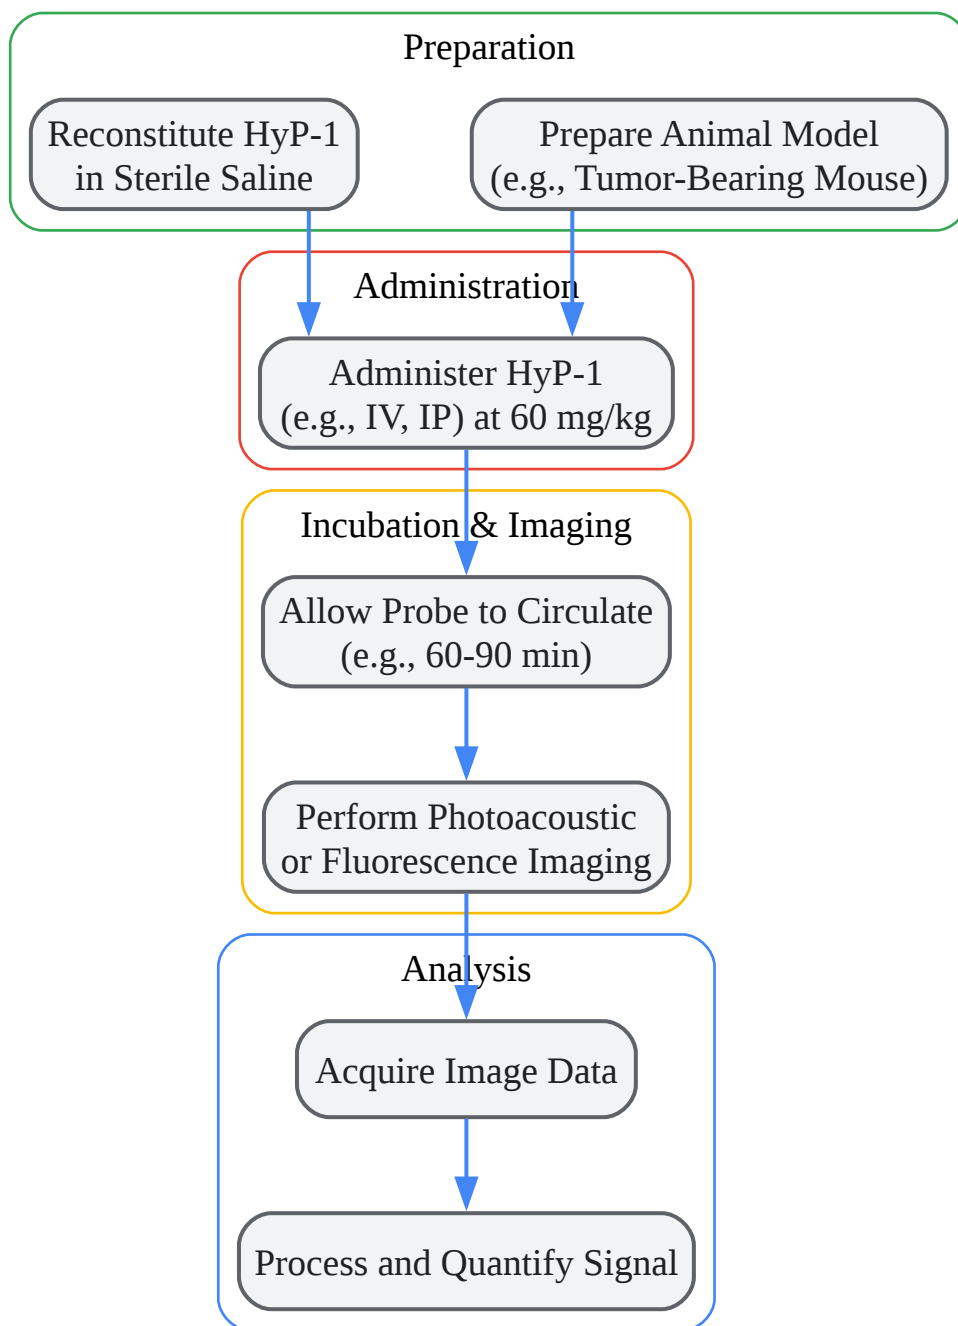 Preparation
Reconstitute HyP-1
in Sterile Saline
Prepare Animal Model
(e.g., Tumor-Bearing Mouse)
Administration
Administer HyP-1
(e.g., IV, IP) at 60 mg/kg
Incubation & Imaging
Allow Probe to Circulate
(e.g., 60-90 min)
Perform Photoacoustic
or Fluorescence Imaging
Analysis
Acquire Image Data
Process and Quantify Signal